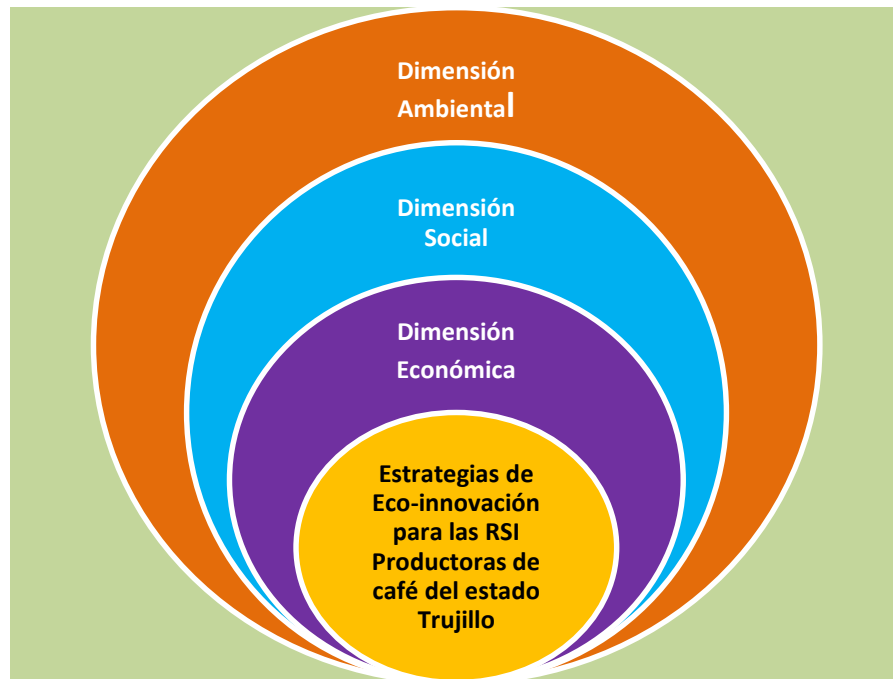 Dimensión
Ambiental
Dimensión
Social
Dimensión
Económica
Estrategias de
Eco-innovación
para las RSI
Productoras de
café del estado
Trujillo